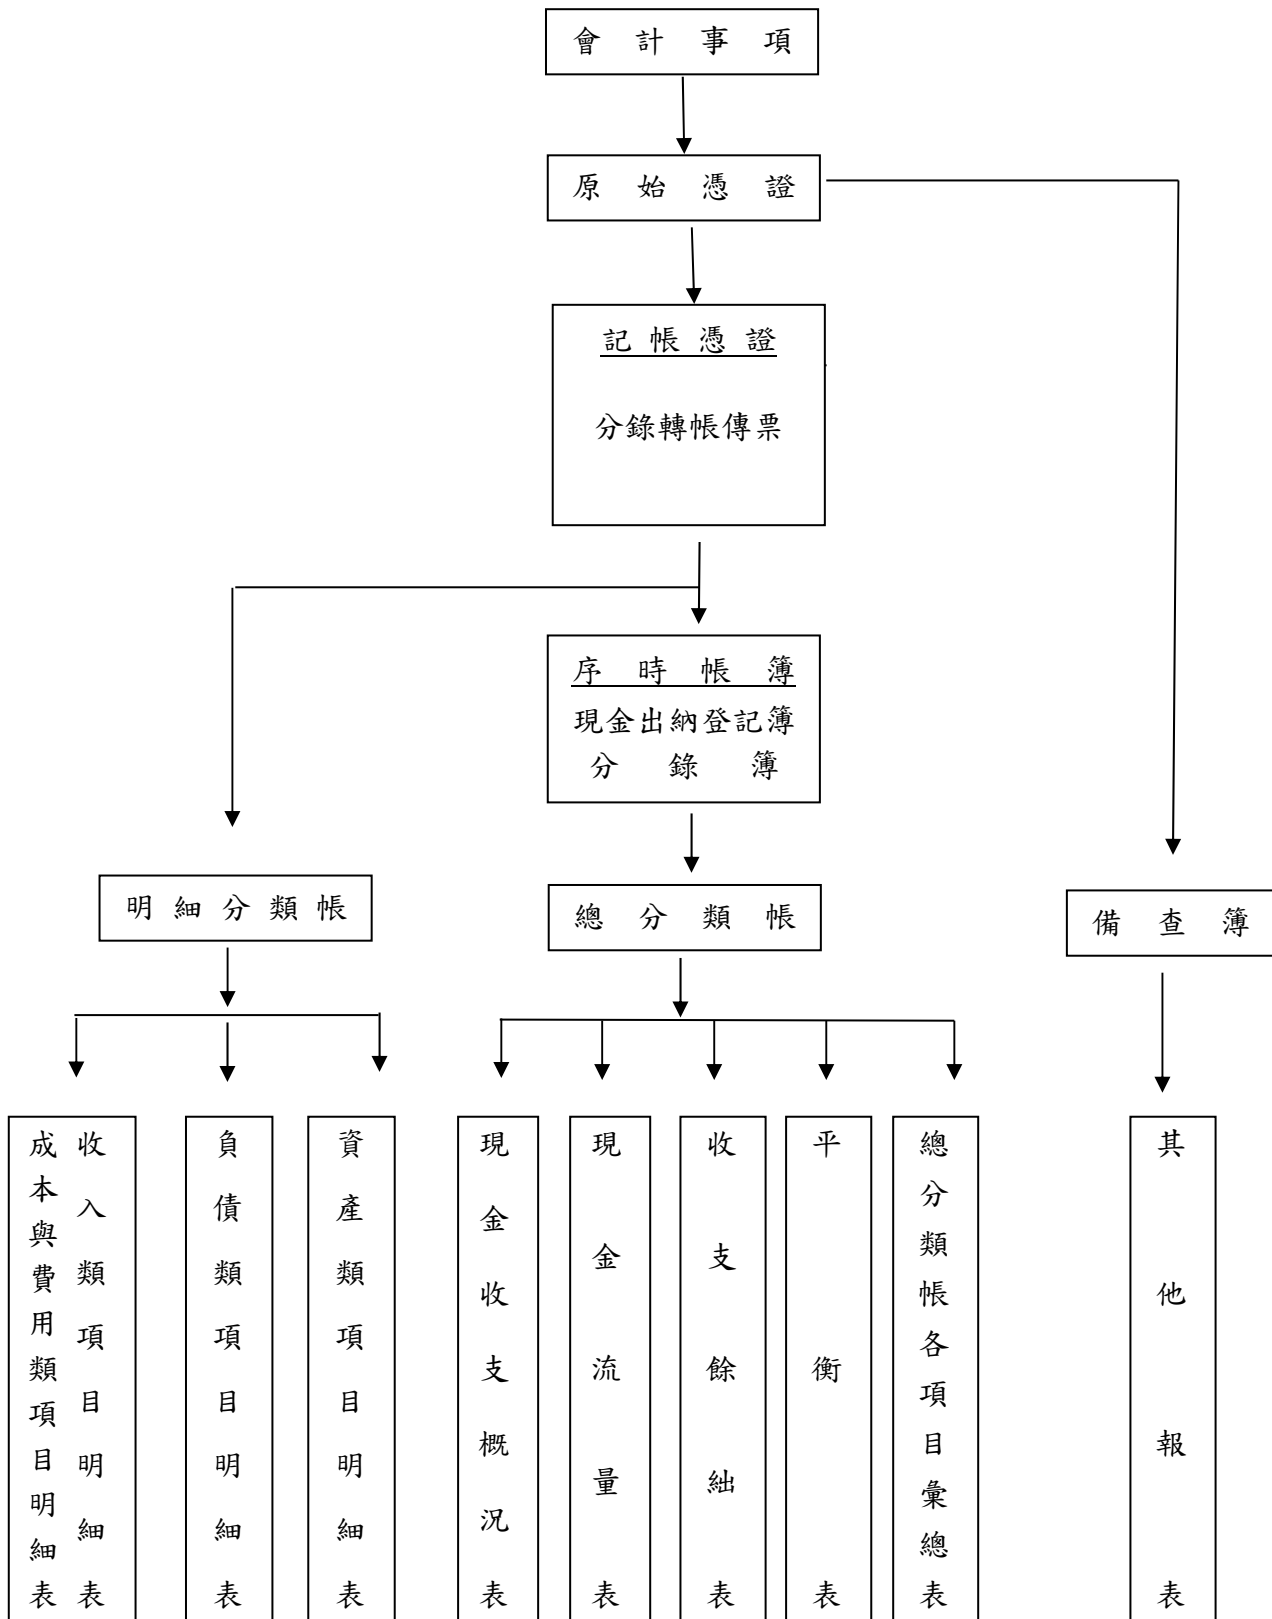 會計事項
原始憑證
記帳憑證
分錄轉帳傳票
序時帳簿
現金出納登記簿
分錄簿
明細分類帳
總分類帳
備查簿
收入類項目明細表
成本與費用類項目明細表
負債類項目明細表
資產類項目明細表
現金收支概況表
現金流量表
收支餘絀表
平衡表
總分類帳各項目彙總表
其他報表